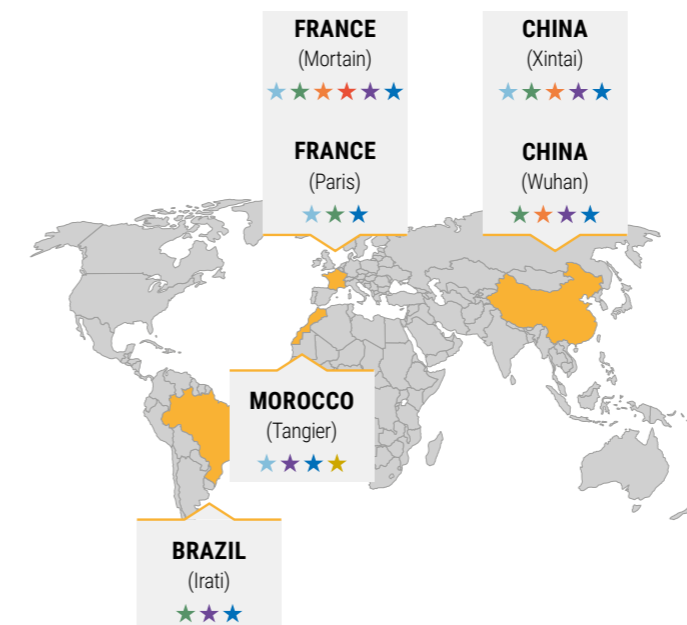 FRANCE
(Mortain)
FRANCE
(Paris)
CHINA
(Xintai)
CHINA
(Wuhan)
MOROCCO
(Tangier)
BRAZIL
(Irati)